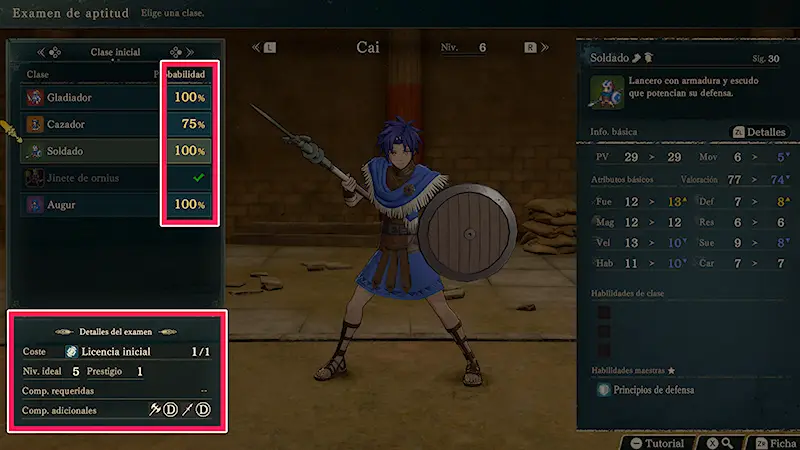 Examen de aptitud Elige una clase.
L Clase inicial
Cai Niv. 6 R
Clase Probabilidad
Gladiador 100%
Cazador 75%
Soldado 100%
Jinete de ornius
Augur 100%
Detalles del examen
Coste Licencia inicial 1/1
Niv. ideal 5 Prestigio 1
Comp. requeridas --
Comp. adicionales D D
Soldado Sig. 30
Lancero con armadura y escudo
que potencian su defensa.
Info. básica ZL Detalles
PV 29 > 29 Mov 6 > 5
Atributos básicos Valoración 77 > 74
Fue 12 > 13 Def 7 > 8
Mag 12 > 12 Res 6 > 6
Vel 13 > 10 Sue 9 > 8
Hab 11 > 10 Car 7 > 7
Habilidades de clase
Habilidades maestras
Principios de defensa
Tutorial X ZR Ficha